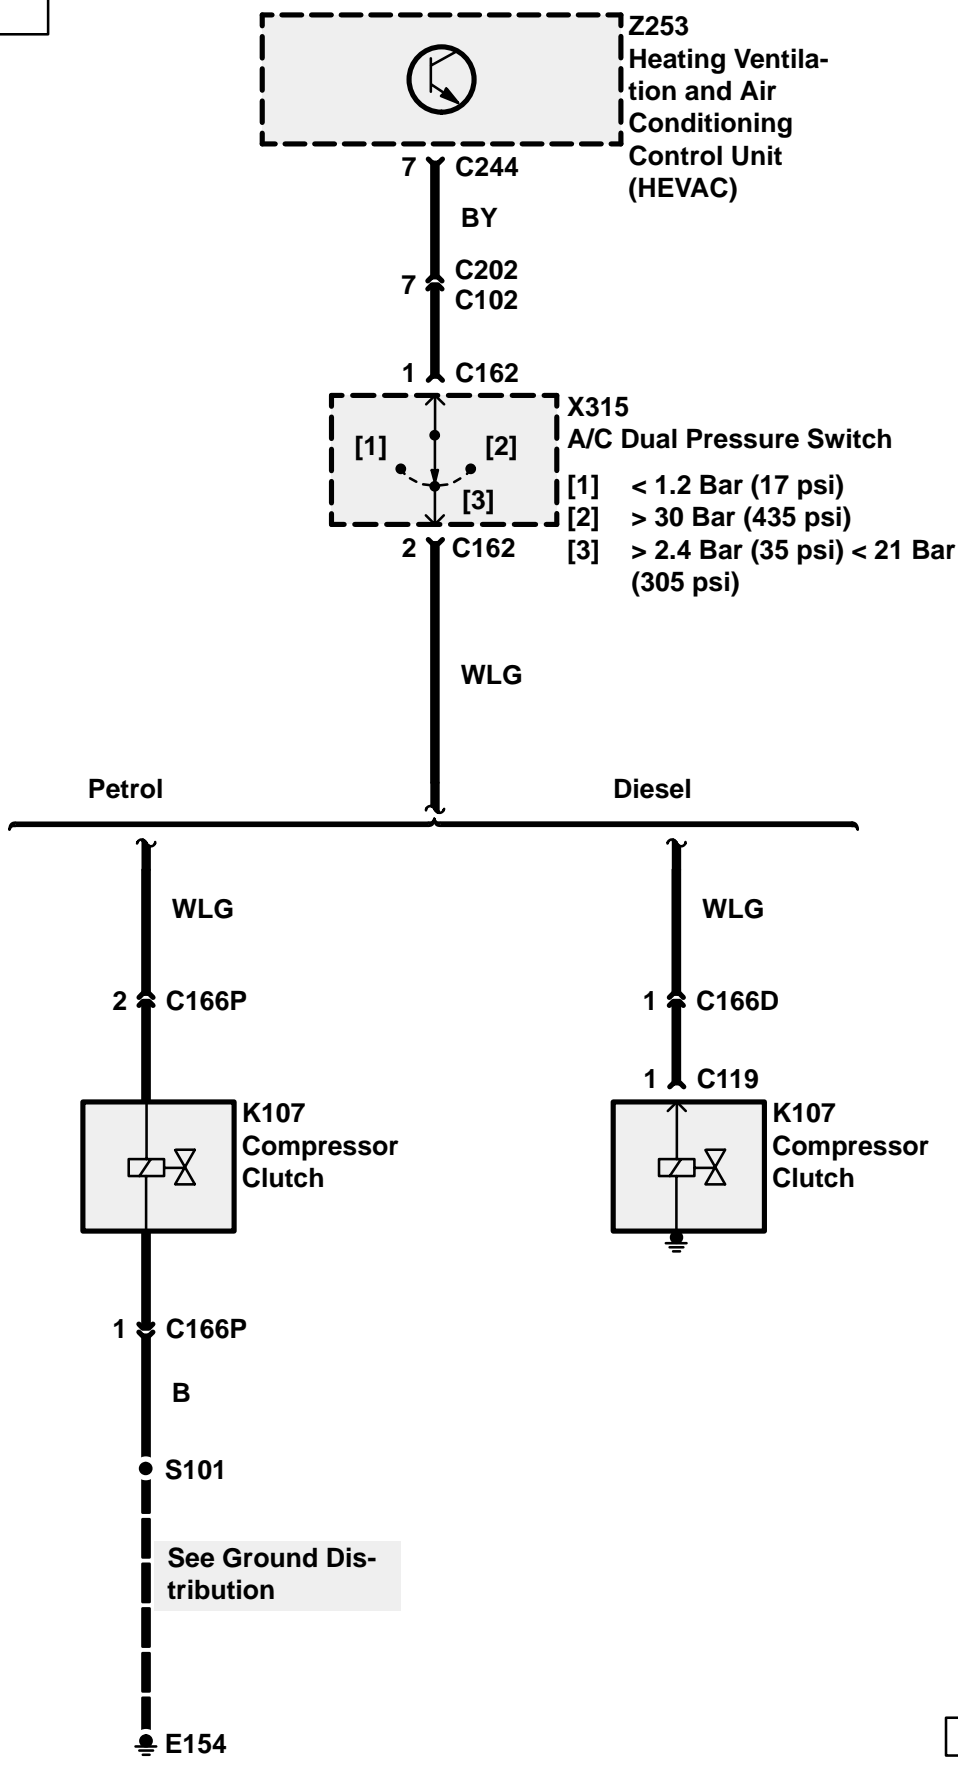 Z253
Heating Ventila-
tion and Air
Conditioning
Control Unit
(HEVAC)
7 C244
BY
7 C202
C102
1 C162
X315
A/C Dual Pressure Switch
[1] [2]
[3]
[1] < 1.2 Bar (17 psi)
[2] > 30 Bar (435 psi)
[3] > 2.4 Bar (35 psi) < 21 Bar
(305 psi)
2 C162
WLG
Petrol Diesel
WLG WLG
2 C166P 1 C166D
1 C119
K107
Compressor
Clutch
K107
Compressor
Clutch
1 C166P
B
S101
See Ground Dis-
tribution
E154